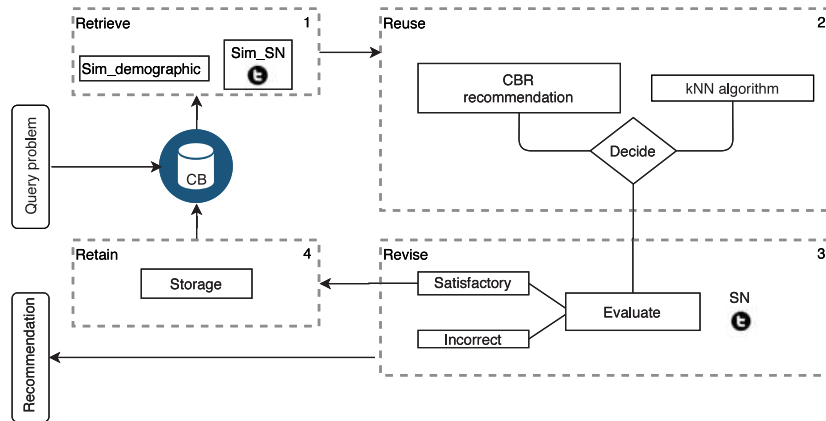 Retrieve
1
Sim_demographic
Sim_SN
Reuse
2
CBR
recommendation
kNN algorithm
Decide
Query problem
CB
Retain
4
Storage
Revise
3
Satisfactory
Incorrect
Evaluate
SN
Recommendation